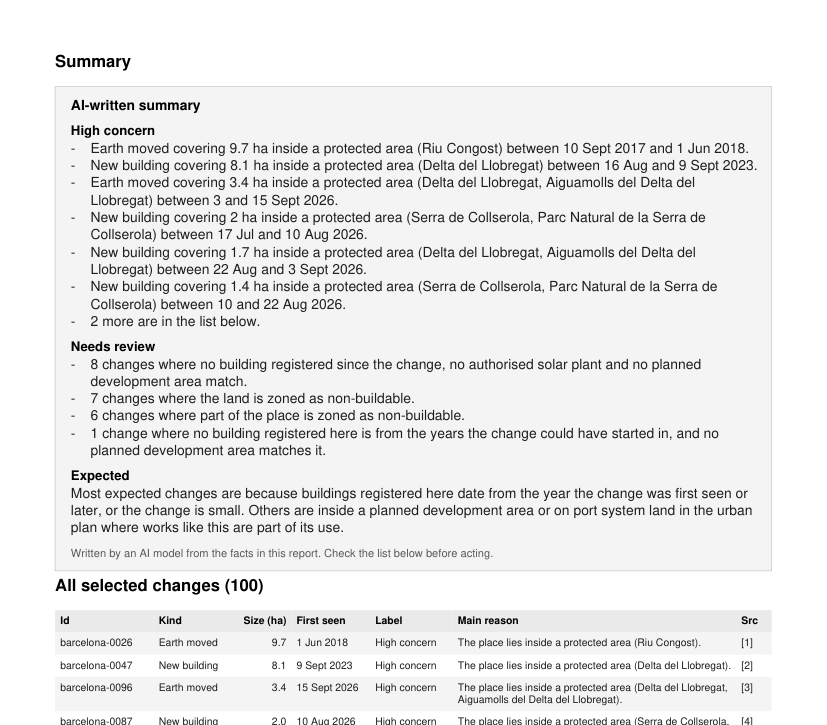 Summary
AI-written summary
High concern
- Earth moved covering 9.7 ha inside a protected area (Riu Congost) between 10 Sept 2017 and 1 Jun 2018.
- New building covering 8.1 ha inside a protected area (Delta del Llobregat) between 16 Aug and 9 Sept 2023.
- Earth moved covering 3.4 ha inside a protected area (Delta del Llobregat, Aiguamolls del Delta del
Llobregat) between 3 and 15 Sept 2026.
- New building covering 2 ha inside a protected area (Serra de Collserola, Parc Natural de la Serra de
Collserola) between 17 Jul and 10 Aug 2026.
- New building covering 1.7 ha inside a protected area (Delta del Llobregat, Aiguamolls del Delta del
Llobregat) between 22 Aug and 3 Sept 2026.
- New building covering 1.4 ha inside a protected area (Serra de Collserola, Parc Natural de la Serra de
Collserola) between 10 and 22 Aug 2026.
- 2 more are in the list below.
Needs review
- 8 changes where no building registered since the change, no authorised solar plant and no planned
development area match.
- 7 changes where the land is zoned as non-buildable.
- 6 changes where part of the place is zoned as non-buildable.
- 1 change where no building registered here is from the years the change could have started in, and no
planned development area matches it.
Expected
Most expected changes are because buildings registered here date from the year the change was first seen or
later, or the change is small. Others are inside a planned development area or on port system land in the urban
plan where works like this are part of its use.
Written by an AI model from the facts in this report. Check the list below before acting.
All selected changes (100)
Id Kind Size (ha) First seen Label Main reason Src
barcelona-0026 Earth moved 9.7 1 Jun 2018 High concern The place lies inside a protected area (Riu Congost). [1]
barcelona-0047 New building 8.1 9 Sept 2023 High concern The place lies inside a protected area (Delta del Llobregat). [2]
barcelona-0096 Earth moved 3.4 15 Sept 2026 High concern The place lies inside a protected area (Delta del Llobregat, [3]
Aiguamolls del Delta del Llobregat).
barcelona-0087 New building 2.0 10 Aug 2026 High concern The place lies inside a protected area (Serra de Collserola, [4]